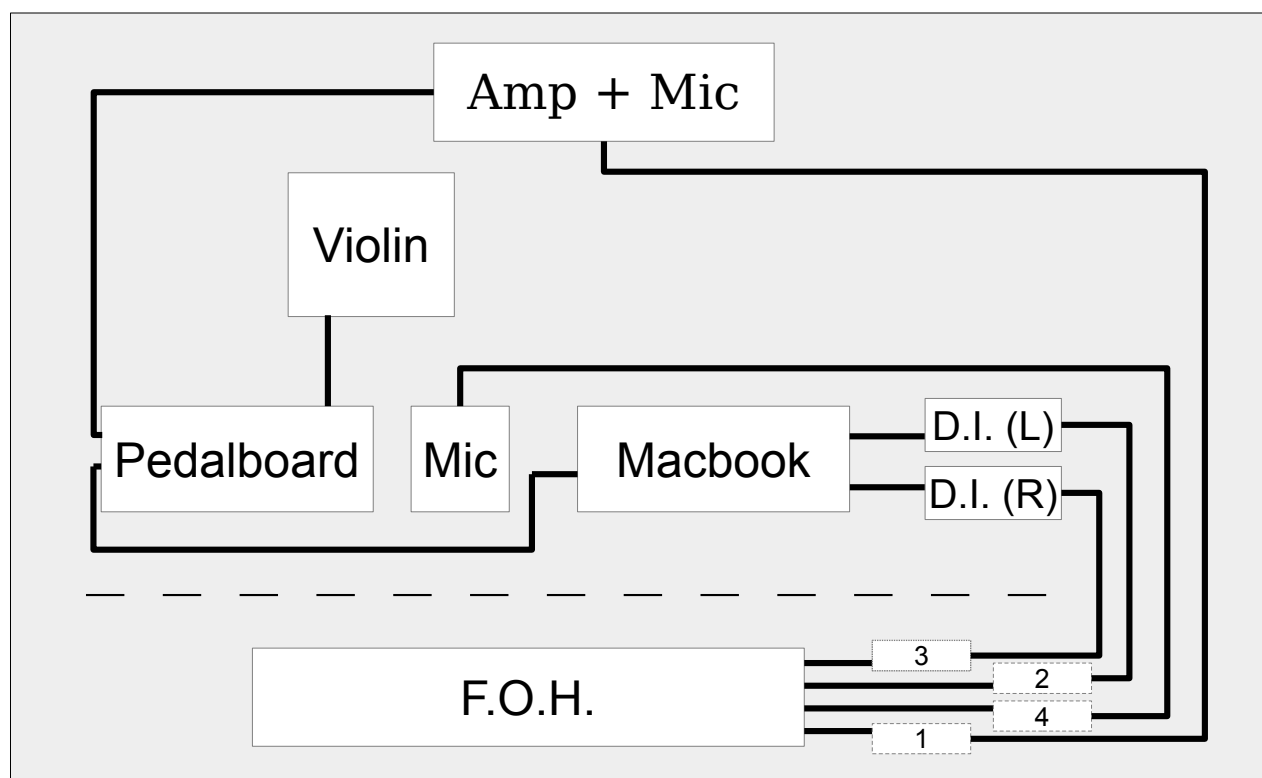 Amp + Mic
Violin
Pedalboard
Mic
Macbook
D.I. (L)
D.I. (R)
F.O.H.
3
2
4
1